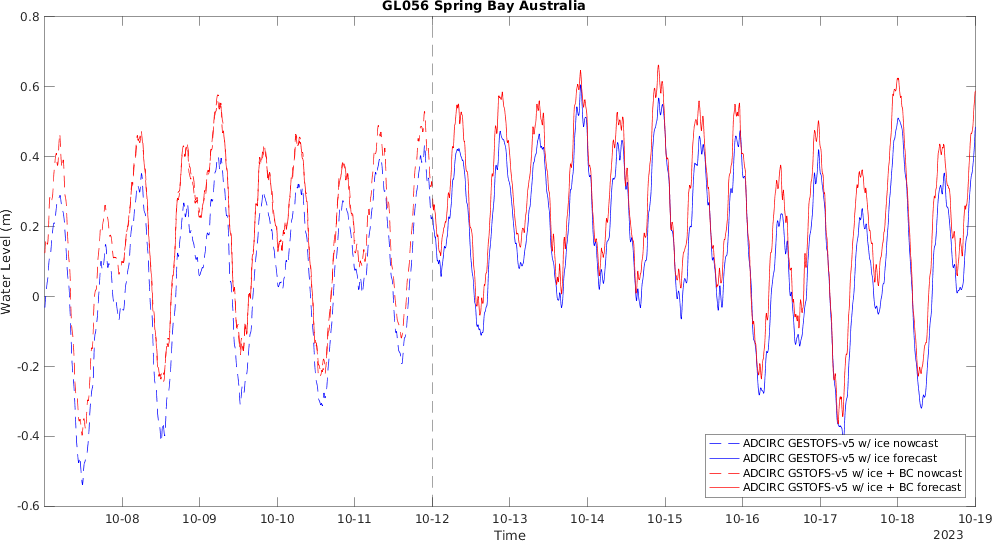 GL056 Spring Bay Australia
0.8
0.6
0.4
0.2
0
-0.2
-0.4
-0.6
Water Level (m)
ADCIRC GESTOFS-v5 w/ ice nowcast
ADCIRC GESTOFS-v5 w/ ice forecast
ADCIRC GSTOFS-v5 w/ ice + BC nowcast
ADCIRC GSTOFS-v5 w/ ice + BC forecast
10-08 10-09 10-10 10-11 10-12 10-13 10-14 10-15 10-16 10-17 10-18 10-19
Time
2023